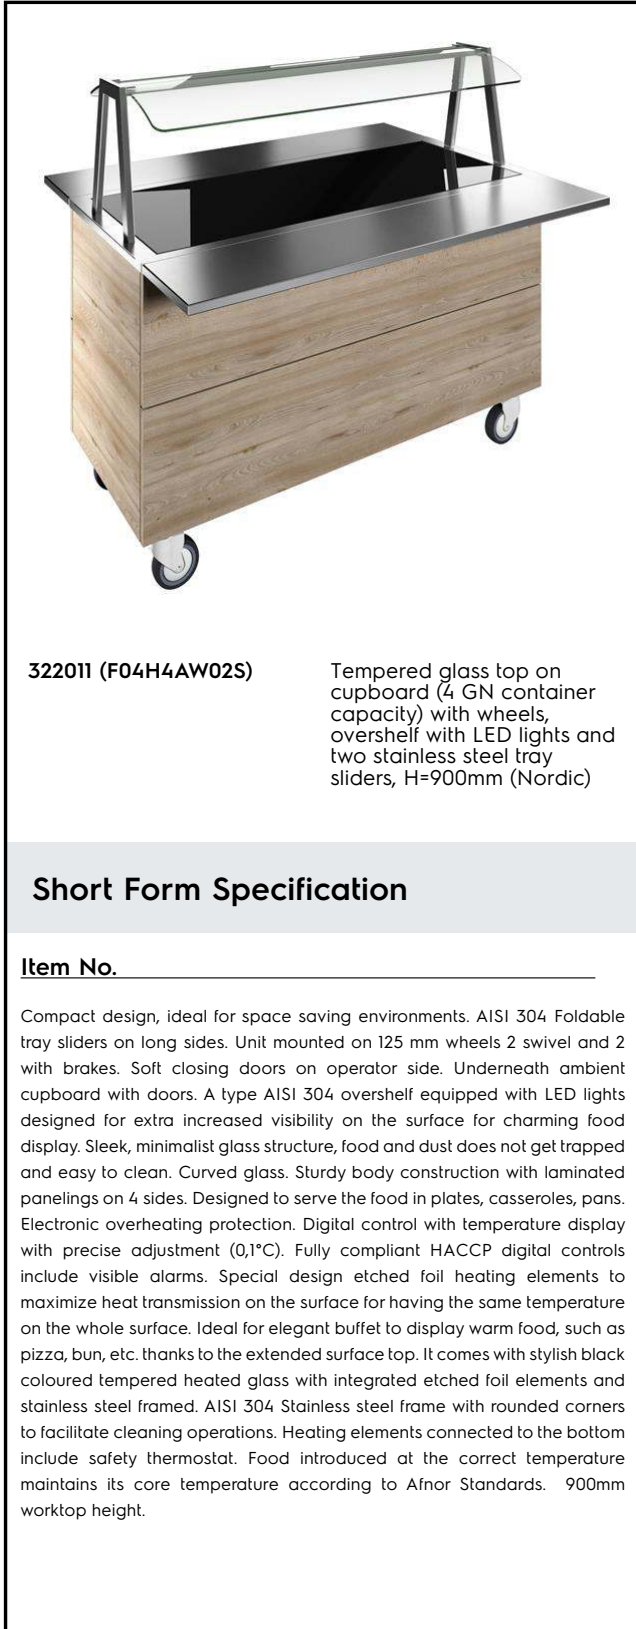 322011 (F04H4AW02S)
Tempered glass top on
cupboard (4 GN container
capacity) with wheels,
overshelf with LED lights and
two stainless steel tray
sliders, H=900mm (Nordic)
Short Form Specification
Item No.
Compact design, ideal for space saving environments. AISI 304 Foldable
tray sliders on long sides. Unit mounted on 125 mm wheels 2 swivel and 2
with brakes. Soft closing doors on operator side. Underneath ambient
cupboard with doors. A type AISI 304 overshelf equipped with LED lights
designed for extra increased visibility on the surface for charming food
display. Sleek, minimalist glass structure, food and dust does not get trapped
and easy to clean. Curved glass. Sturdy body construction with laminated
panelings on 4 sides. Designed to serve the food in plates, casseroles, pans.
Electronic overheating protection. Digital control with temperature display
with precise adjustment (0,1°C). Fully compliant HACCP digital controls
include visible alarms. Special design etched foil heating elements to
maximize heat transmission on the surface for having the same temperature
on the whole surface. Ideal for elegant buffet to display warm food, such as
pizza, bun, etc. thanks to the extended surface top. It comes with stylish black
coloured tempered heated glass with integrated etched foil elements and
stainless steel framed. AISI 304 Stainless steel frame with rounded corners
to facilitate cleaning operations. Heating elements connected to the bottom
include safety thermostat. Food introduced at the correct temperature
maintains its core temperature according to Afnor Standards. 900mm
worktop height.